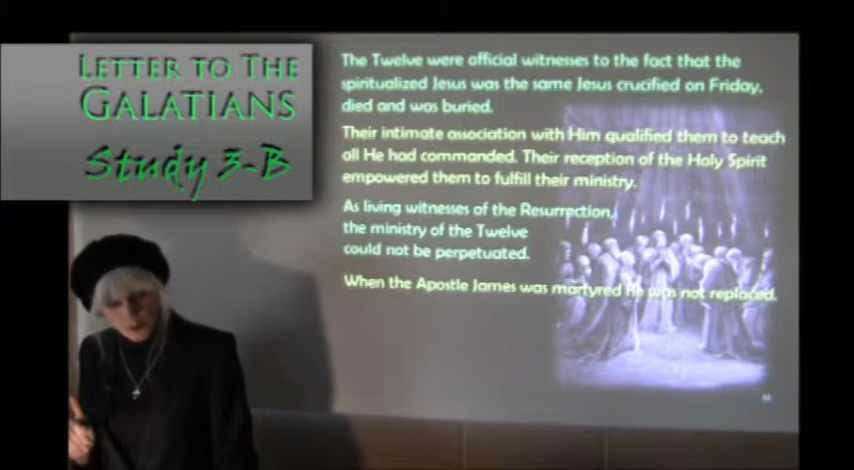 LETTER TO THE
GALATIANS
Study 3-B
The Twelve were official witnesses to the fact that the
spiritualized Jesus was the same Jesus crucified on Friday,
died and was buried.
Their intimate association with Him qualified them to teach
all He had commanded. Their reception of the Holy Spirit
empowered them to fulfill their ministry.
As living witnesses of the Resurrection,
the ministry of the Twelve
could not be perpetuated.
When the Apostle James was martyred He was not replaced.